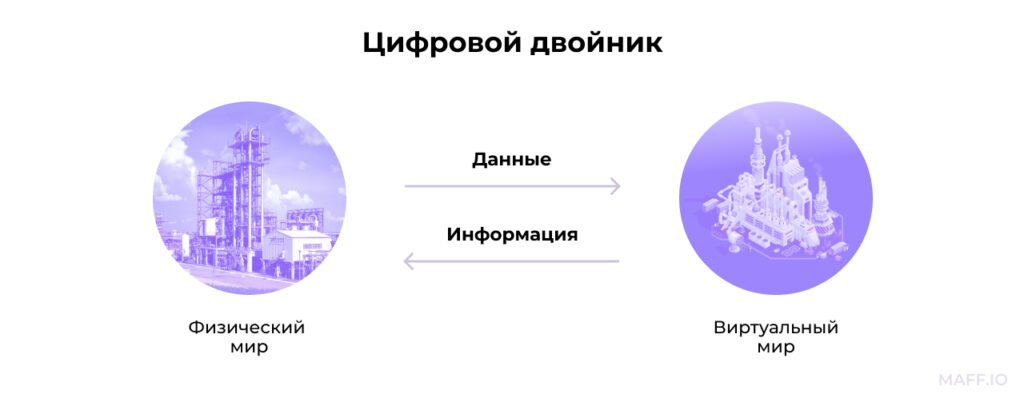 Цифровой двойник
Данные
Информация
Физический
мир
Виртуальный
мир
MAFF.IO